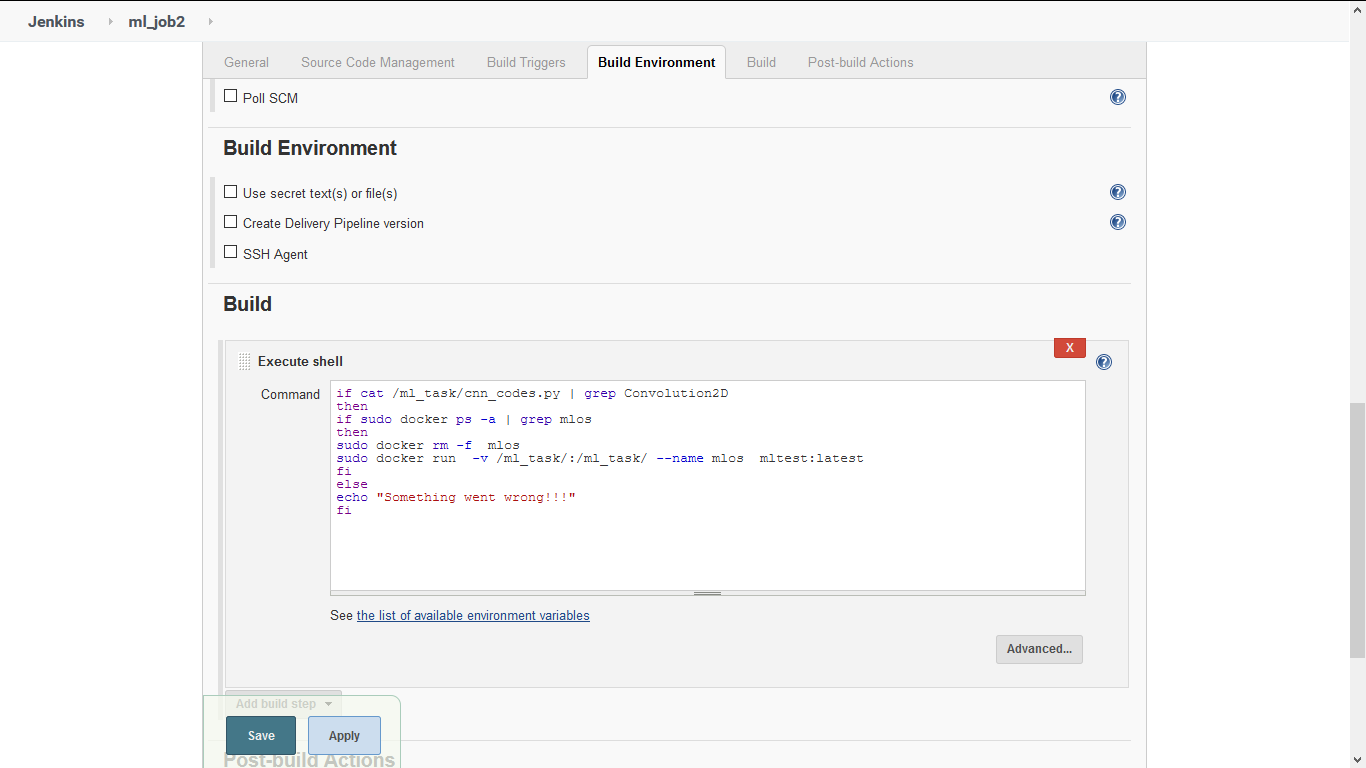 Jenkins ml_job2
General Source Code Management Build Triggers Build Environment Build Post-build Actions
Poll SCM
Build Environment
Use secret text(s) or file(s)
Create Delivery Pipeline version
SSH Agent
Build
X
Execute shell
Command
if cat /ml_task/cnn_codes.py | grep Convolution2D
then
if sudo docker ps -a | grep mlos
then
sudo docker rm -f  mlos
sudo docker run  -v /ml_task/:/ml_task/ --name mlos  mltest:latest
fi
else
echo "Something went wrong!!!"
fi
See the list of available environment variables
Advanced...
Add build step
Save Apply
Post-build Actions